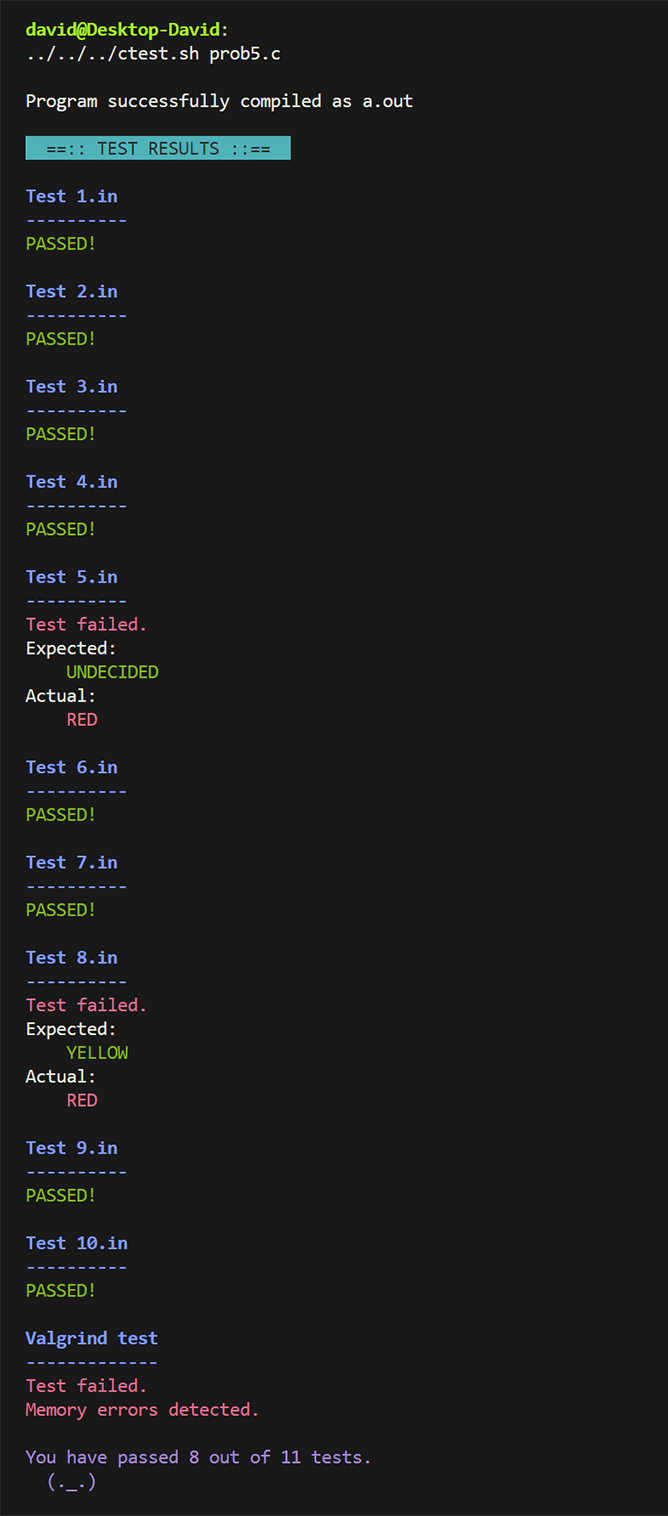 david@Desktop-David:
../../../ctest.sh prob5.c
Program successfully compiled as a.out
==:: TEST RESULTS ::==
Test 1.in
----------
PASSED!
Test 2.in
----------
PASSED!
Test 3.in
----------
PASSED!
Test 4.in
----------
PASSED!
Test 5.in
----------
Test failed.
Expected:
UNDECIDED
Actual:
RED
Test 6.in
----------
PASSED!
Test 7.in
----------
PASSED!
Test 8.in
----------
Test failed.
Expected:
YELLOW
Actual:
RED
Test 9.in
----------
PASSED!
Test 10.in
----------
PASSED!
Valgrind test
-------------
Test failed.
Memory errors detected.
You have passed 8 out of 11 tests.
(._.)